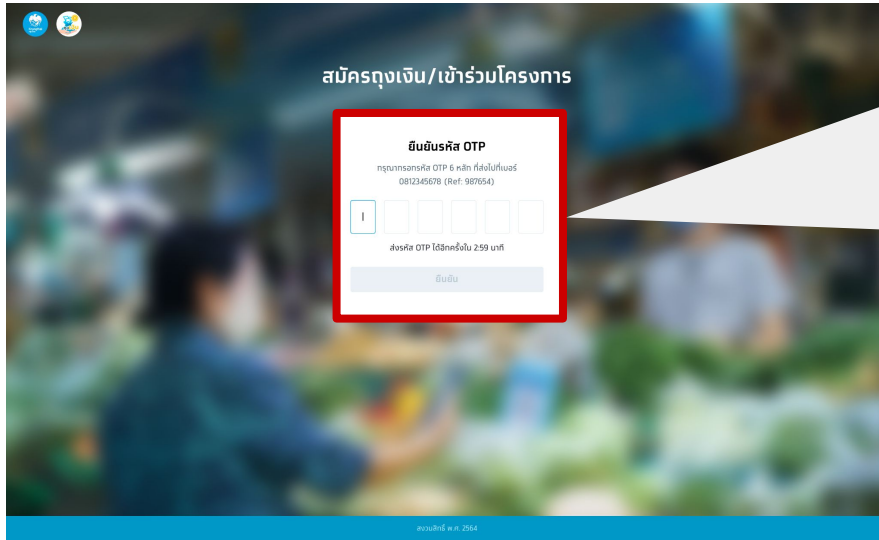 สมัครถุงเงิน/เข้าร่วมโครงการ
ยืนยันรหัส OTP
กรุณากรอกรหัส OTP 6 หลัก ที่ส่งไปที่เบอร์
0812345678 (Ref: 987654)
ส่งรหัส OTP ได้อีกครั้งใน 2:59 นาที
ยืนยัน
สงวนสิทธิ์ พ.ศ. 2564